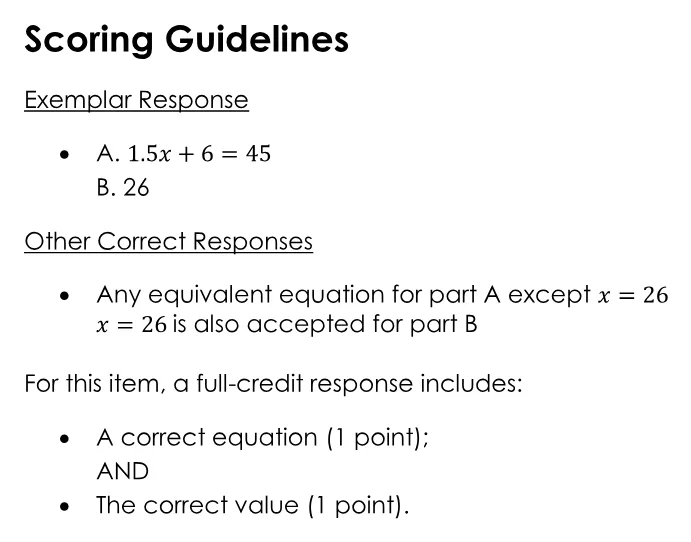 Scoring Guidelines
Exemplar Response
• A. 1.5x + 6 = 45
B. 26
Other Correct Responses
• Any equivalent equation for part A except x = 26
x = 26 is also accepted for part B
For this item, a full-credit response includes:
• A correct equation (1 point);
AND
• The correct value (1 point).